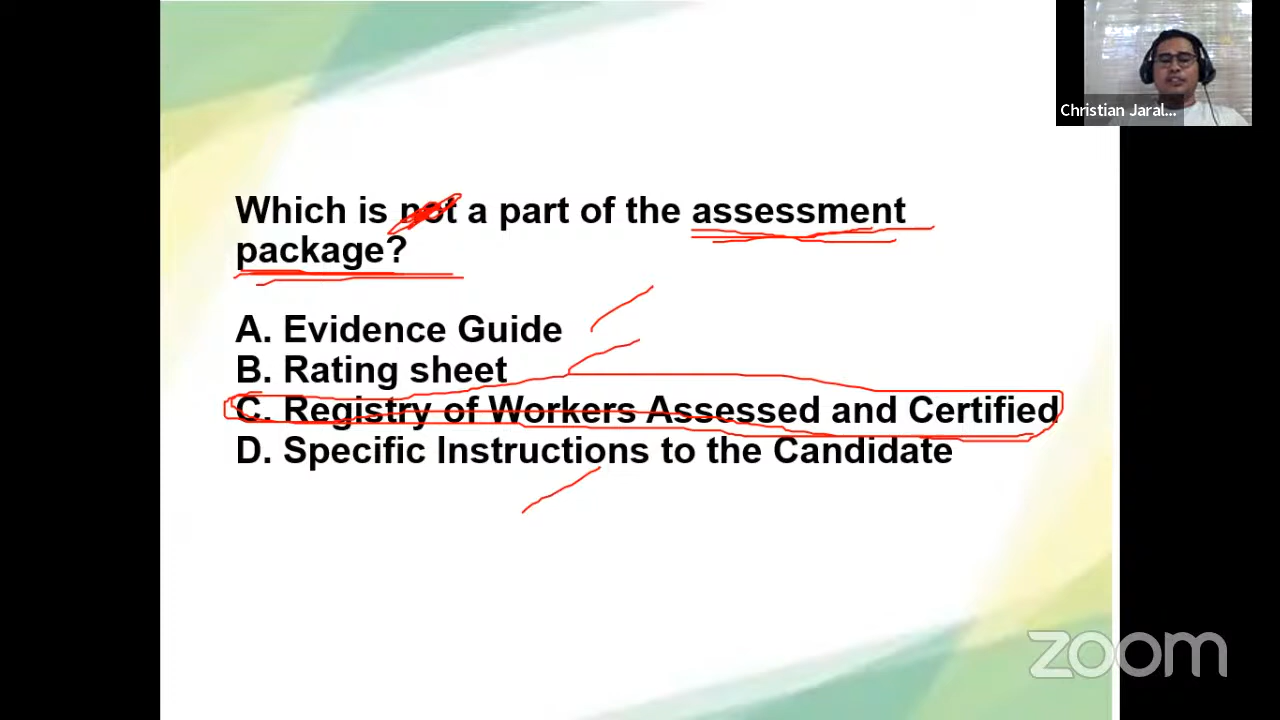 Christian Jaral...
Which is not a part of the assessment
package?
A. Evidence Guide
B. Rating sheet
C. Registry of Workers Assessed and Certified
D. Specific Instructions to the Candidate
zoom